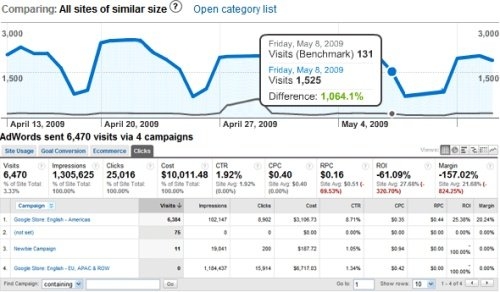 Comparing: All sites of similar size ? Open category list
3,000 3,000
Friday, May 8, 2009
Visits (Benchmark) 131
1,500 1,500
Friday, May 8, 2009
Visits 1,525
Difference: 1,064.1%
April 13, 2009 April 20, 2009 April 27, 2009 May 4, 2009
AdWords sent 6,470 visits via 4 campaigns
Site Usage Goal Conversion Ecommerce Clicks Views:
Visits Impressions Clicks Cost CTR CPC RPC ROI Margin
6,470 1,305,625 25,016 $10,011.48 1.92% $0.40 $0.16 -61.09% -157.02%
% of Site Total: % of Site Total: % of Site Total: % of Site Total: Site Avg: 1.92% Site Avg: $0.40 Site Avg: $0.51 (- Site Avg: 27.68% (- Site Avg: 21.68% (-
3.33% 100.00% 100.00% 100.00% (0.00%) (0.00%) 69.53%) 320.70%) 824.25%)
Campaign Visits Impressions Clicks Cost CTR CPC RPC ROI Margin
1. Google Store: English - Americas 6,384 102,147 8,902 $3,106.73 8.71% $0.35 $0.44 25.38% 20.24%
2. (not set) 75 0 0 $0.00 0.00% $0.00 $0.00 0.00% 0.00%
3. Newbie Campaign 11 19,041 200 $187.72 1.05% $0.94 $0.00 -100.00% 0.00%
4. Google Store: English - EU, APAC & ROW 0 1,184,437 15,914 $6,717.03 1.34% $0.42 $0.00 -100.00% 0.00%
Find Campaign: containing Go Go to: 1 Show rows: 10 1 - 4 of 4